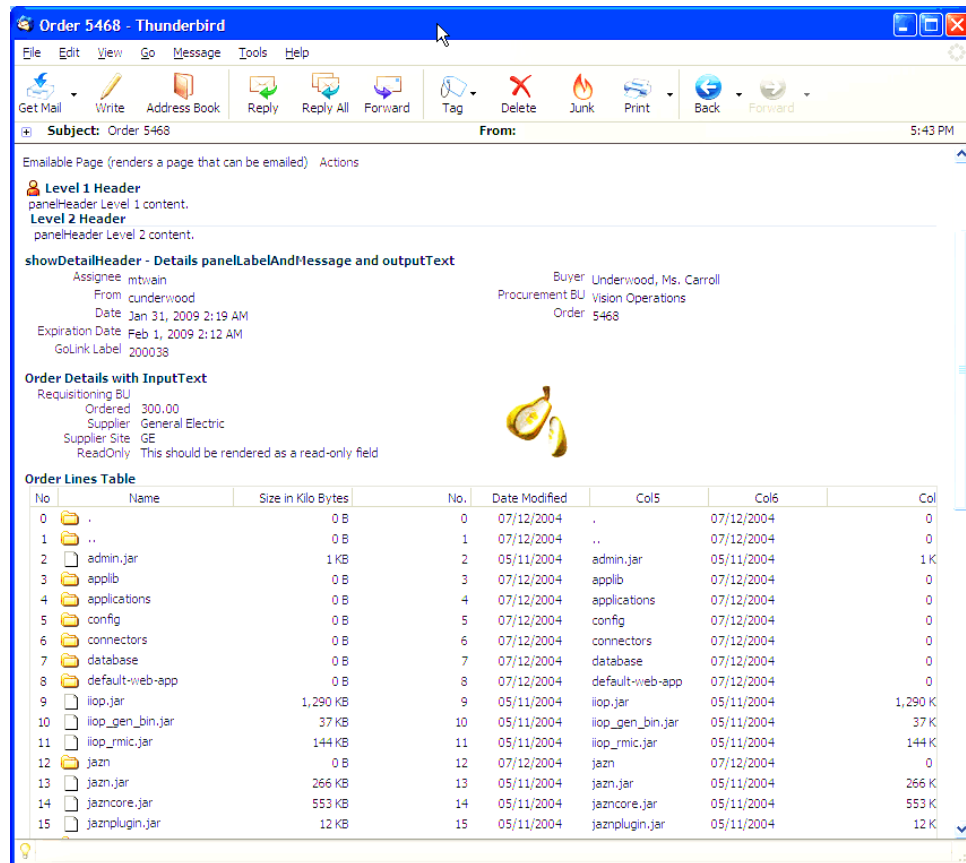 Order 5468 - Thunderbird
File Edit View Go Message Tools Help
Get Mail Write Address Book Reply Reply All Forward Tag Delete Junk Print Back Forward
Subject: Order 5468 From: 5:43 PM
Emailable Page (renders a page that can be emailed) Actions
Level 1 Header
panelHeader Level 1 content.
Level 2 Header
panelHeader Level 2 content.
showDetailHeader - Details panelLabelAndMessage and outputText
Assignee mtwain Buyer Underwood, Ms. Carroll
From cunderwood Procurement BU Vision Operations
Date Jan 31, 2009 2:19 AM Order 5468
Expiration Date Feb 1, 2009 2:12 AM
GoLink Label 200038
Order Details with InputText
Requisitioning BU
Ordered 300.00
Supplier General Electric
Supplier Site GE
ReadOnly This should be rendered as a read-only field
Order Lines Table
No Name Size in Kilo Bytes No. Date Modified Col5 Col6 Col
0 . 0 B 0 07/12/2004 . 07/12/2004 0
1 .. 0 B 1 07/12/2004 .. 07/12/2004 0
2 admin.jar 1 KB 2 05/11/2004 admin.jar 05/11/2004 1 K
3 applib 0 B 3 07/12/2004 applib 07/12/2004 0
4 applications 0 B 4 07/12/2004 applications 07/12/2004 0
5 config 0 B 5 07/12/2004 config 07/12/2004 0
6 connectors 0 B 6 07/12/2004 connectors 07/12/2004 0
7 database 0 B 7 07/12/2004 database 07/12/2004 0
8 default-web-app 0 B 8 07/12/2004 default-web-app 07/12/2004 0
9 iiop.jar 1,290 KB 9 05/11/2004 iiop.jar 05/11/2004 1,290 K
10 iiop_gen_bin.jar 37 KB 10 05/11/2004 iiop_gen_bin.jar 05/11/2004 37 K
11 iiop_rmic.jar 144 KB 11 05/11/2004 iiop_rmic.jar 05/11/2004 144 K
12 jazn 0 B 12 07/12/2004 jazn 07/12/2004 0
13 jazn.jar 266 KB 13 05/11/2004 jazn.jar 05/11/2004 266 K
14 jazncore.jar 553 KB 14 05/11/2004 jazncore.jar 05/11/2004 553 K
15 jaznplugin.jar 12 KB 15 05/11/2004 jaznplugin.jar 05/11/2004 12 K